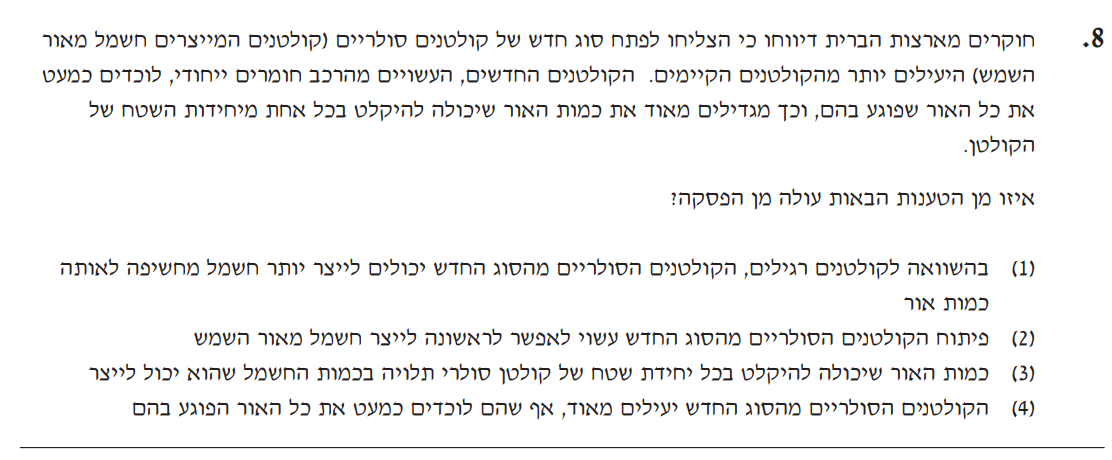 8. חוקרים מארצות הברית דיווחו כי הצליחו לפתח סוג חדש של קולטנים סולריים (קולטנים המייצרים חשמל מאור
השמש) היעילים יותר מהקולטנים הקיימים. הקולטנים החדשים, העשויים מהרכב חומרים ייחודי, לוכדים כמעט
את כל האור שפוגע בהם, וכך מגדילים מאוד את כמות האור שיכולה להיקלט בכל אחת מיחידות השטח של
הקולטן.
איזו מן הטענות הבאות עולה מן הפסקה?
(1) בהשוואה לקולטנים רגילים, הקולטנים הסולריים מהסוג החדש יכולים לייצר יותר חשמל מחשיפה לאותה
כמות אור
(2) פיתוח הקולטנים הסולריים מהסוג החדש עשוי לאפשר לראשונה לייצר חשמל מאור השמש
(3) כמות האור שיכולה להיקלט בכל יחידת שטח של קולטן סולרי תלויה בכמות החשמל שהוא יכול לייצר
(4) הקולטנים הסולריים מהסוג החדש יעילים מאוד, אף שהם לוכדים כמעט את כל האור הפוגע בהם